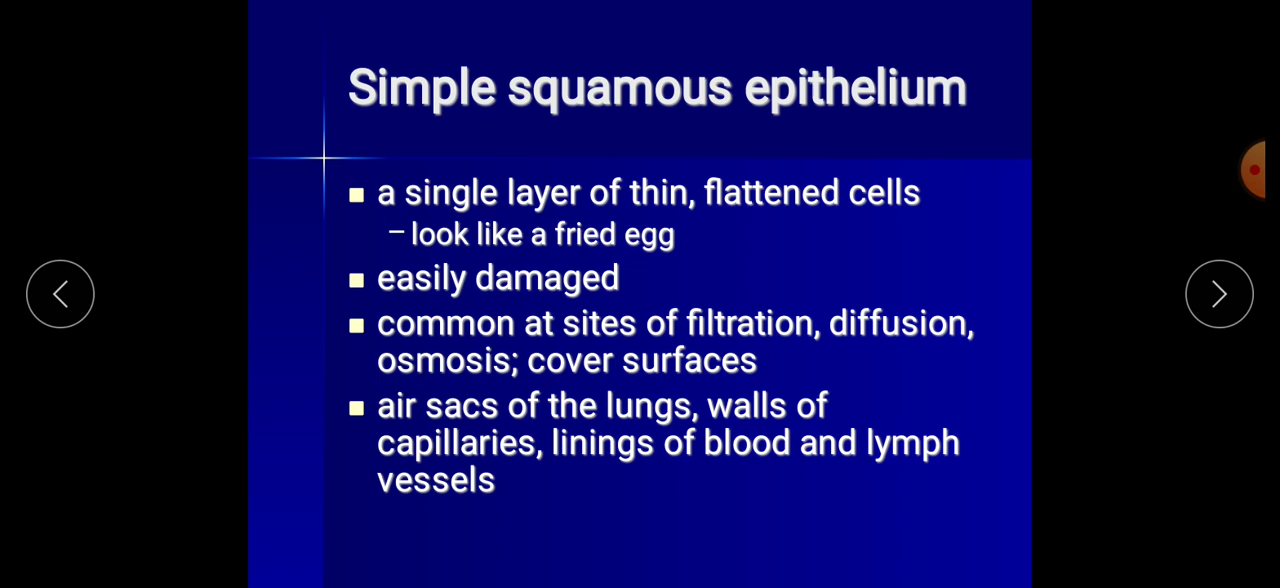 Simple squamous epithelium
a single layer of thin, flattened cells
– look like a fried egg
easily damaged
common at sites of filtration, diffusion,
osmosis; cover surfaces
air sacs of the lungs, walls of
capillaries, linings of blood and lymph
vessels